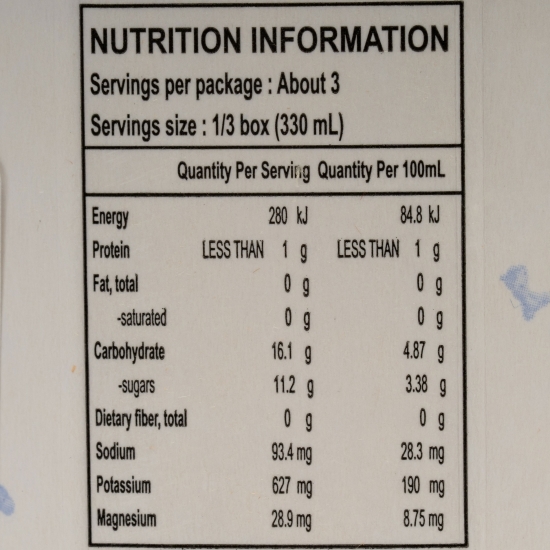 NUTRITION INFORMATION
Servings per package : About 3
Servings size : 1/3 box (330 mL)
Quantity Per Serving Quantity Per 100mL
Energy 280 kJ 84.8 kJ
Protein LESS THAN 1 g LESS THAN 1 g
Fat, total 0 g 0 g
-saturated 0 g 0 g
Carbohydrate 16.1 g 4.87 g
-sugars 11.2 g 3.38 g
Dietary fiber, total 0 g 0 g
Sodium 93.4 mg 28.3 mg
Potassium 627 mg 190 mg
Magnesium 28.9 mg 8.75 mg